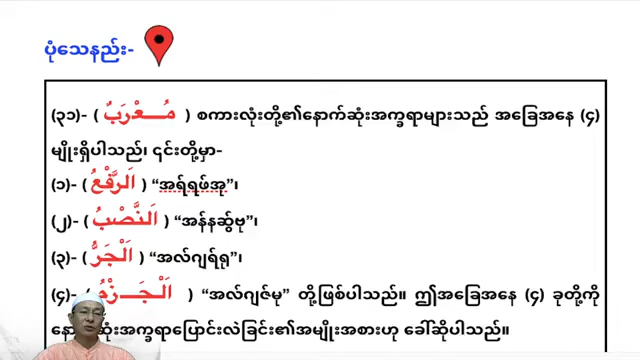 ပုံသေနည်း-
(၃၁)- ( مُـــعْرَبٌ ) စကားလုံးတို့၏နောက်ဆုံးအက္ခရာများသည် အခြေအနေ (၄)
မျိုးရှိပါသည်၊ ၎င်းတို့မှာ-
(၁)- ( اَلرَّفْعُ ) “အရ်ရဖ်အု”၊
(၂)- ( اَلنَّصْبُ ) “အန်နဆွ်ဗု”၊
(၃)- ( اَلْجَرُّ ) “အလ်ဂျရ်ရု”၊
(၄)- ( اَلْـجَـــزْمُ ) “အလ်ဂျဇ်မု” တို့ဖြစ်ပါသည်။ ဤအခြေအနေ (၄) ခုတို့ကို
ဆုံးအက္ခရာပြောင်းလဲခြင်း၏အမျိုးအစားဟု ခေါ်ဆိုပါသည်။